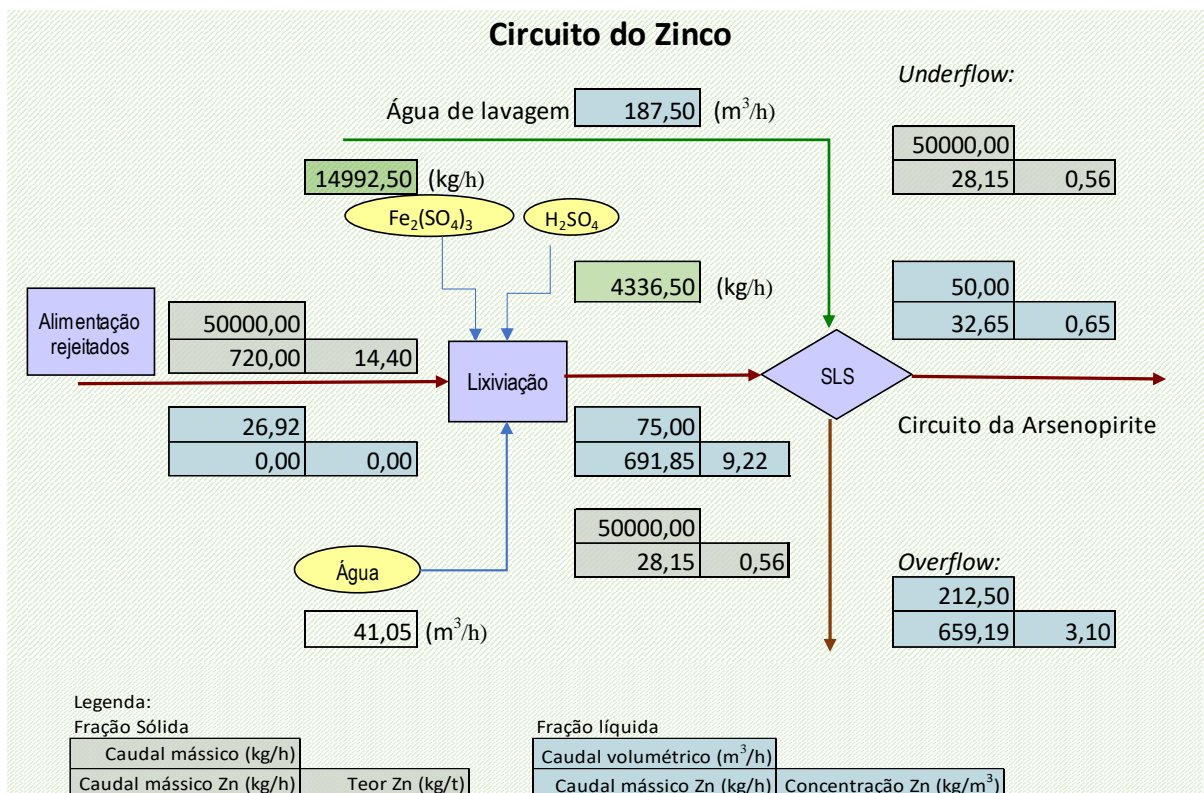 Circuito do Zinco
Underflow:
Água de lavagem 187,50 (m³/h)
50000,00
28,15 0,56
14992,50 (kg/h)
Fe₂(SO₄)₃ H₂SO₄
4336,50 (kg/h)
50,00
32,65 0,65
Alimentação
rejeitados
50000,00
720,00 14,40
Lixiviação
SLS
26,92
0,00 0,00
75,00
691,85 9,22
Circuito da Arsenopirite
50000,00
28,15 0,56
Água
41,05 (m³/h)
Overflow:
212,50
659,19 3,10
Legenda:
Fração Sólida
Caudal mássico (kg/h)
Caudal mássico Zn (kg/h) Teor Zn (kg/t)
Fração líquida
Caudal volumétrico (m³/h)
Caudal mássico Zn (kg/h) Concentração Zn (kg/m³)